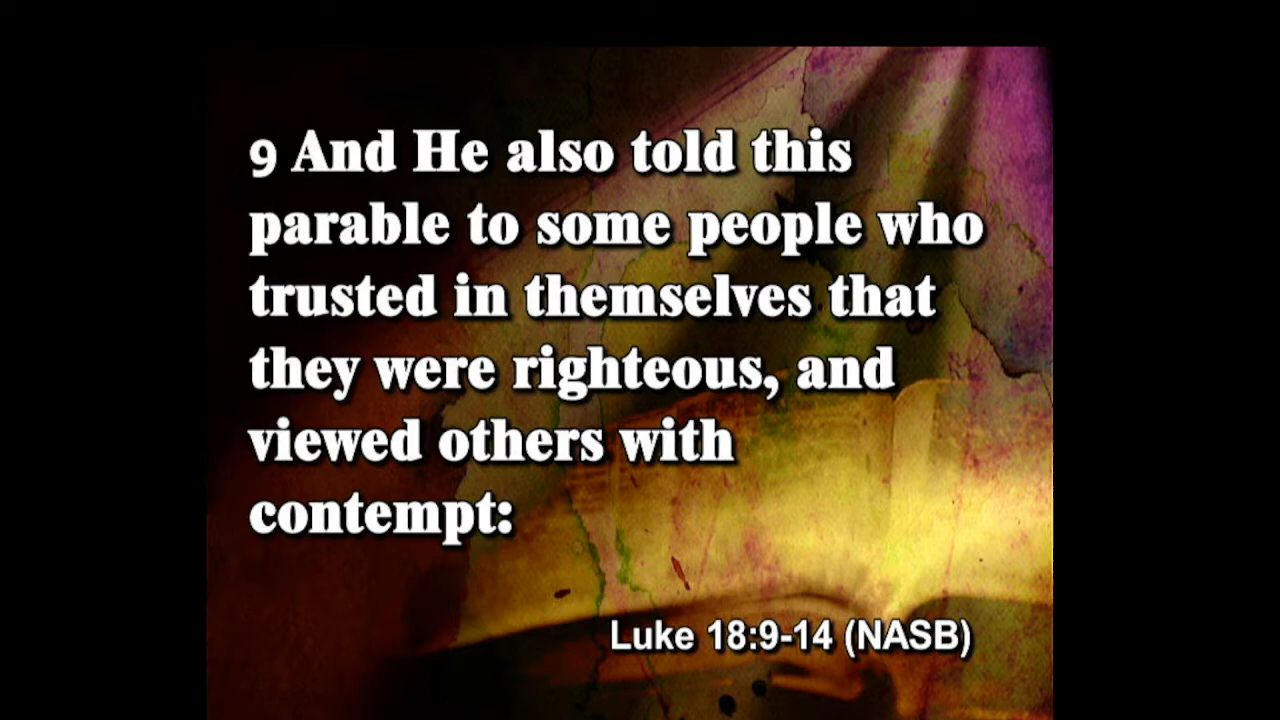 9 And He also told this
parable to some people who
trusted in themselves that
they were righteous, and
viewed others with
contempt:
Luke 18:9-14 (NASB)